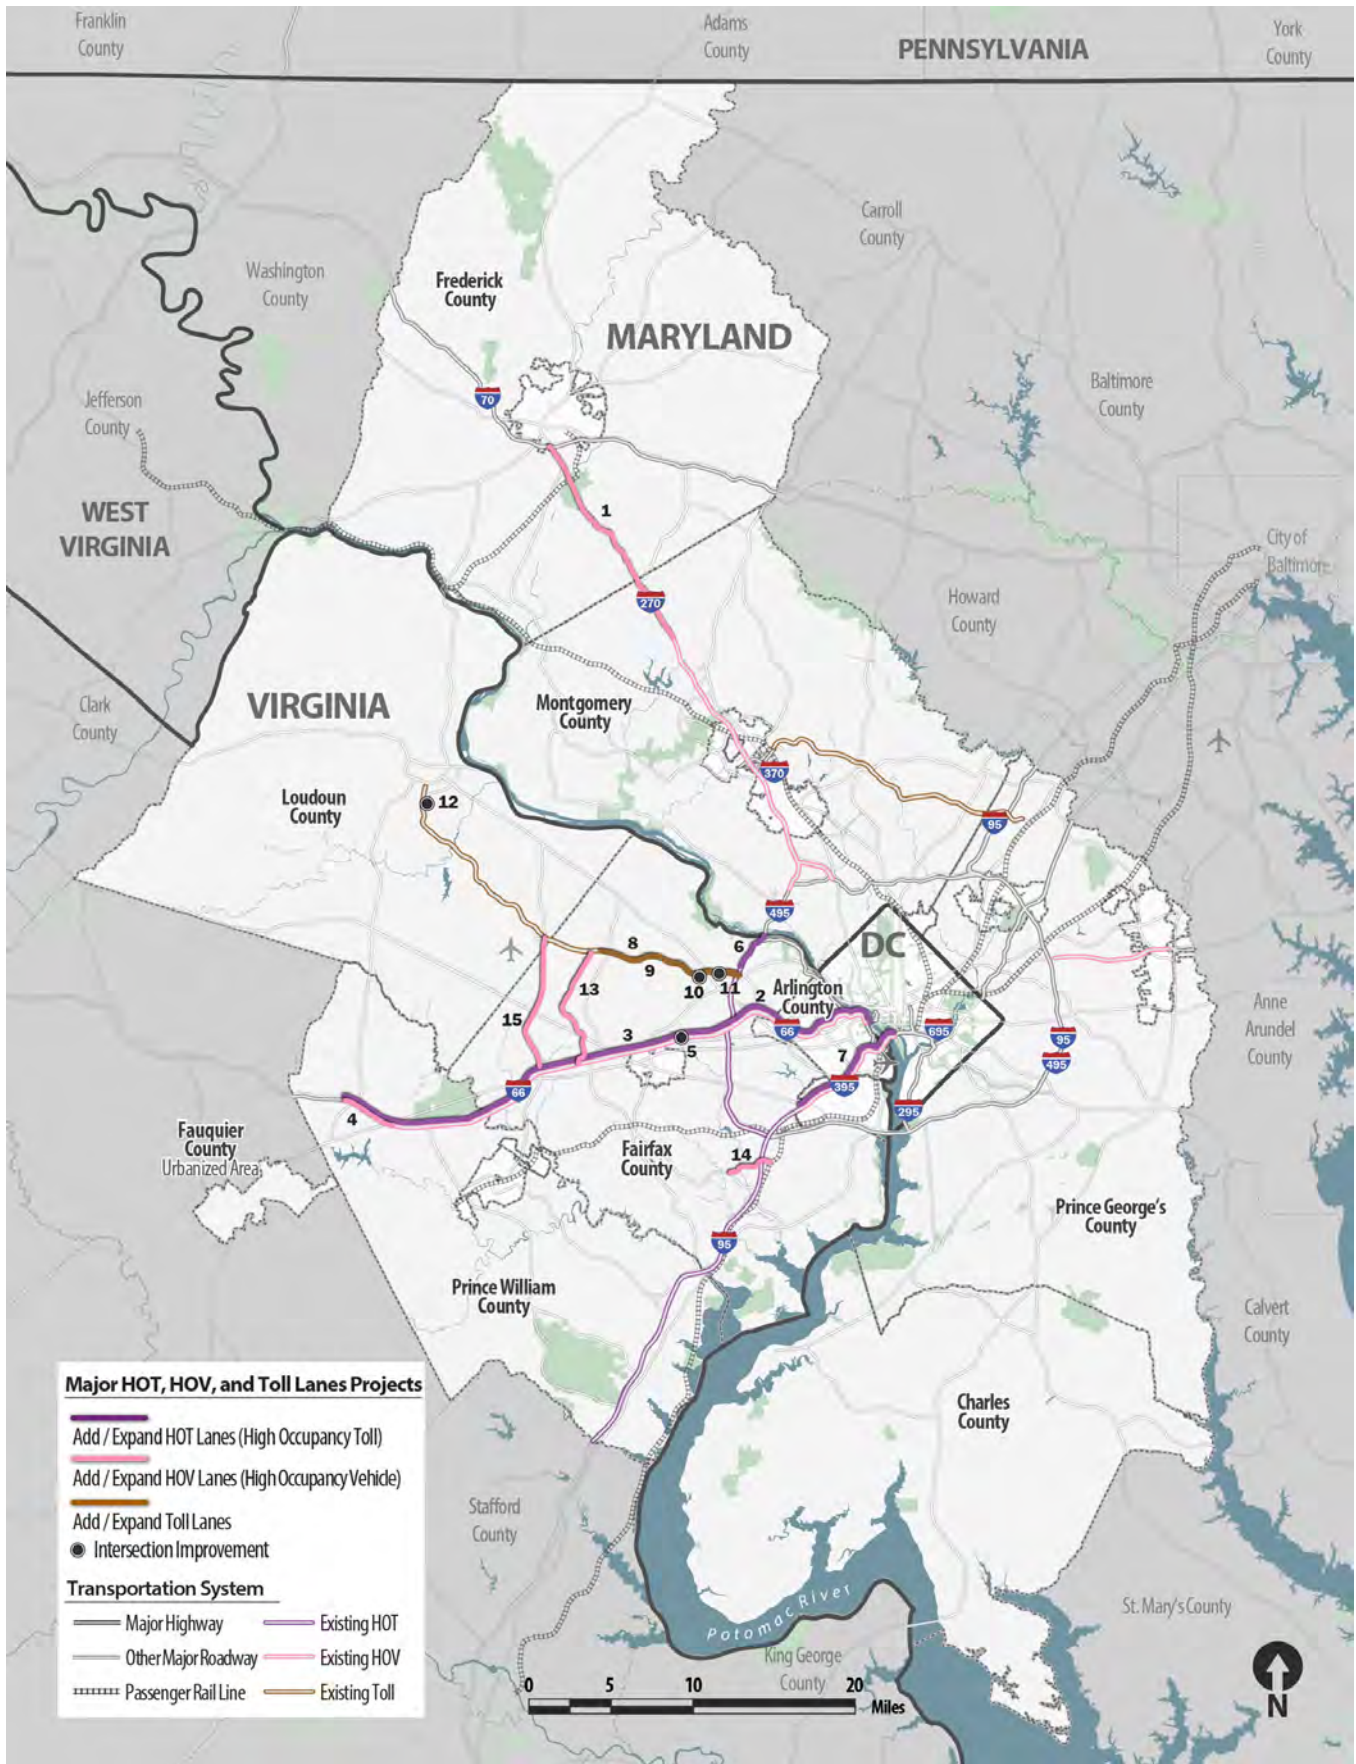 Franklin
County
Adams
County
PENNSYLVANIA
York
County
Carroll
County
Washington
County
Frederick
County
MARYLAND
Jefferson
County
70
Baltimore
County
WEST
VIRGINIA
1
City of
Baltimore
270
Howard
County
Clark
County
VIRGINIA
Montgomery
County
370
Loudoun
County
12
95
495
6
DC
8
9
10
11
13
Arlington
County
2
66
695
15
3
5
7
95
495
Anne
Arundel
County
66
395
295
4
Fauquier
County
Urbanized Area
Fairfax
County
14
Prince George's
County
95
Prince William
County
Calvert
County
Charles
County
Major HOT, HOV, and Toll Lanes Projects
Add / Expand HOT Lanes (High Occupancy Toll)
Add / Expand HOV Lanes (High Occupancy Vehicle)
Add / Expand Toll Lanes
Intersection Improvement
Transportation System
Major Highway
Existing HOT
Other Major Roadway
Existing HOV
Passenger Rail Line
Existing Toll
Stafford
County
St. Mary's County
Potomac River
King George
County
0 5 10 20
Miles
N